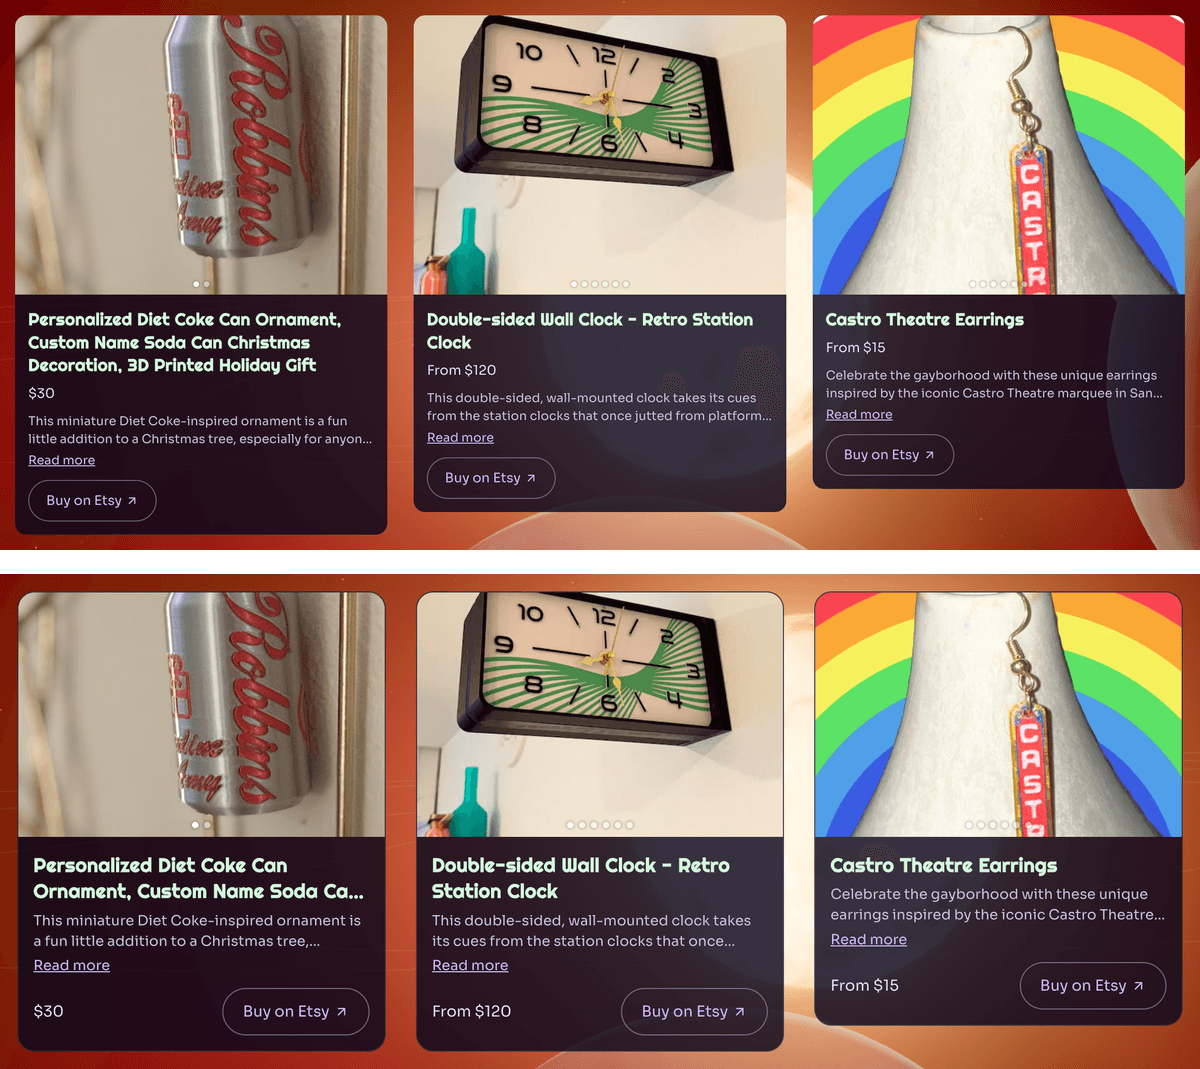 Robbins
10
12
2
9
3
8
6
4
CASTR
Personalized Diet Coke Can Ornament,
Custom Name Soda Can Christmas
Decoration, 3D Printed Holiday Gift
$30
This miniature Diet Coke-inspired ornament is a fun
little addition to a Christmas tree, especially for anyon...
Read more
Buy on Etsy ↗
Double-sided Wall Clock - Retro Station
Clock
From $120
This double-sided, wall-mounted clock takes its cues
from the station clocks that once jutted from platform...
Read more
Buy on Etsy ↗
Castro Theatre Earrings
From $15
Celebrate the gayborhood with these unique earrings
inspired by the iconic Castro Theatre marquee in San...
Read more
Buy on Etsy ↗
Robbins
10
12
2
9
3
8
6
4
CAST
Personalized Diet Coke Can
Ornament, Custom Name Soda Ca...
This miniature Diet Coke-inspired ornament is
a fun little addition to a Christmas tree,...
Read more
$30
Buy on Etsy ↗
Double-sided Wall Clock - Retro
Station Clock
This double-sided, wall-mounted clock takes
its cues from the station clocks that once...
Read more
From $120
Buy on Etsy ↗
Castro Theatre Earrings
Celebrate the gayborhood with these unique
earrings inspired by the iconic Castro Theatre...
Read more
From $15
Buy on Etsy ↗